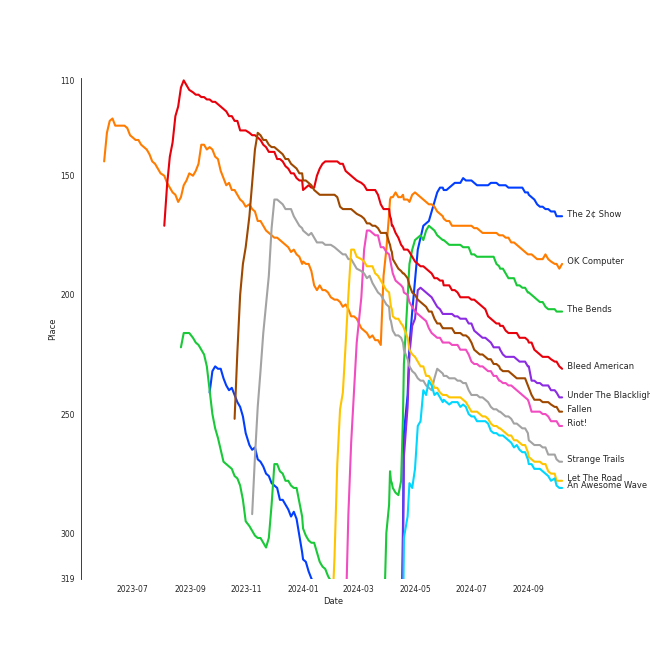 110
150
200
250
300
319
Place
2023-07
2023-09
2023-11
2024-01
2024-03
2024-05
2024-07
2024-09
Date
The 2¢ Show
OK Computer
The Bends
Bleed American
Under The Blackligh
Fallen
Riot!
Strange Trails
Let The Road
An Awesome Wave